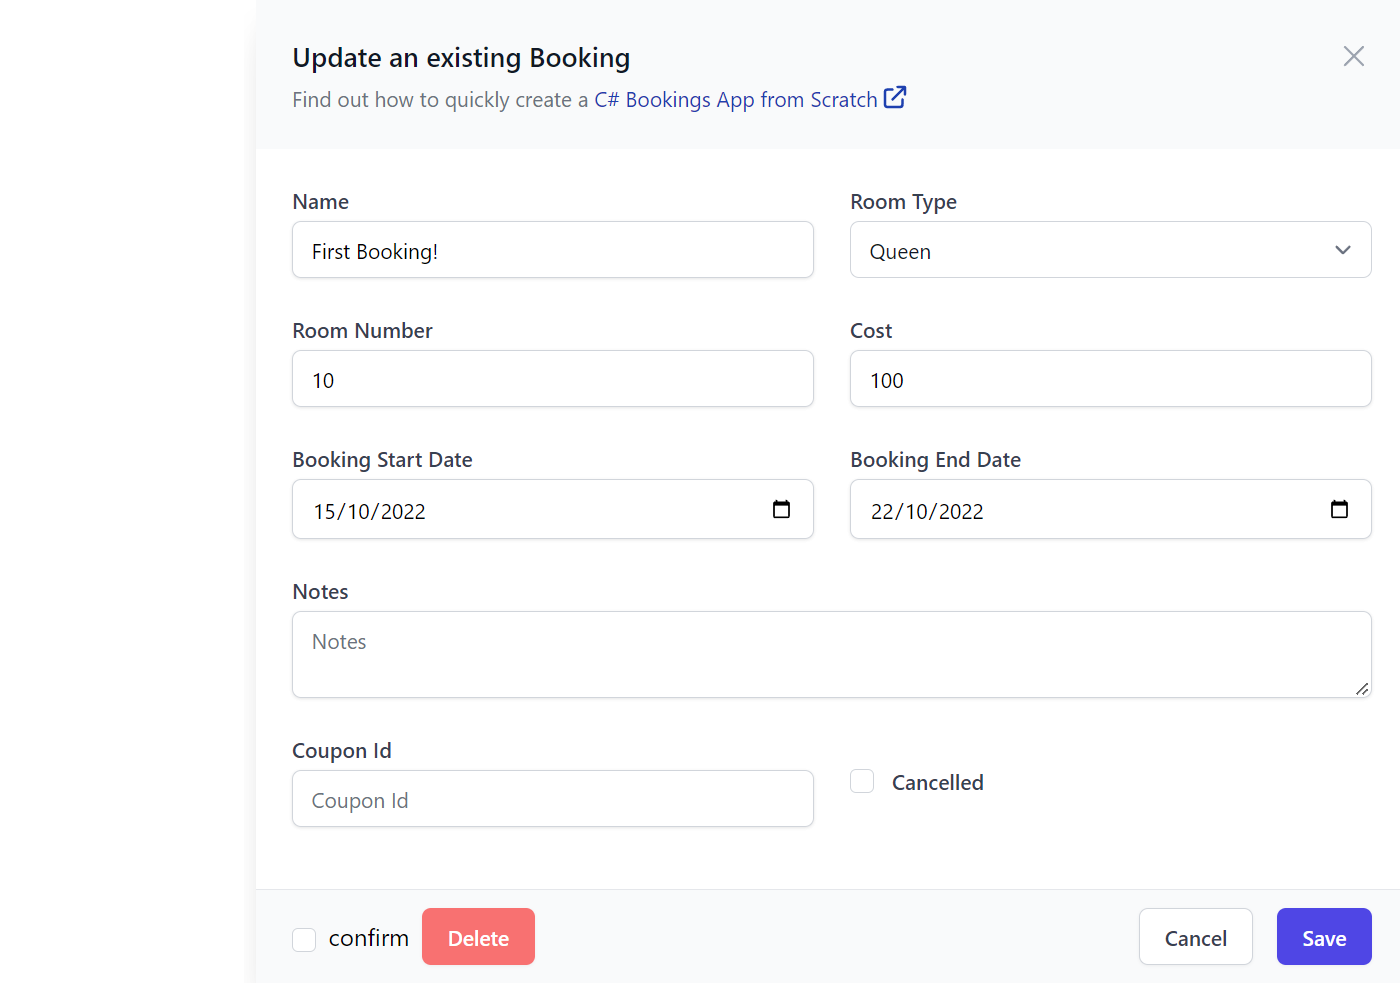 Update an existing Booking
Find out how to quickly create a C# Bookings App from Scratch
Name
Room Type
First Booking!
Queen
Room Number
Cost
10
100
Booking Start Date
Booking End Date
15/10/2022
22/10/2022
Notes
Notes
Coupon Id
Coupon Id
Cancelled
confirm
Delete
Cancel
Save